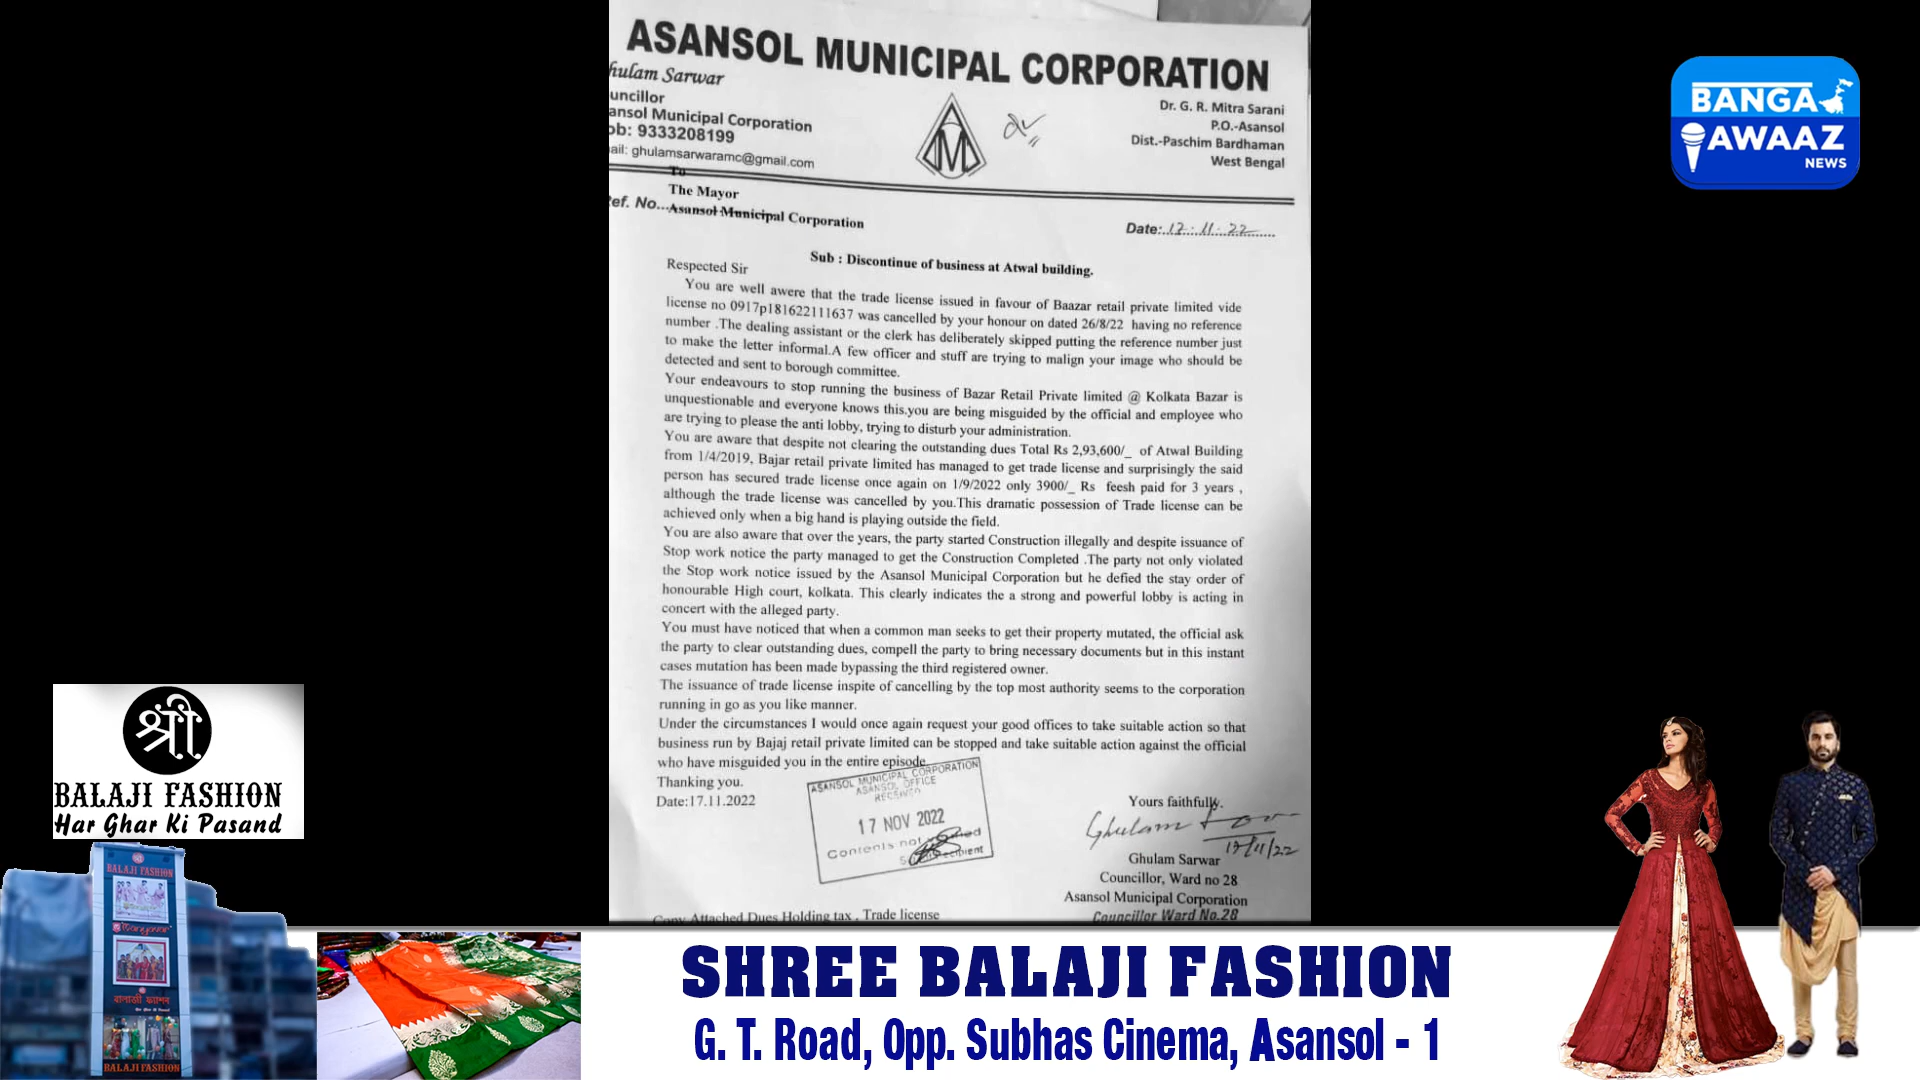 ASANSOL MUNICIPAL CORPORATION
hulam Sarwar
uncillor
ansol Municipal Corporation
ob: 9333208199
ail: ghulamsarwaramc@gmail.com
Dr. G. R. Mitra Sarani
P.O.-Asansol
Dist.-Paschim Bardhaman
West Bengal
BANGA
AWAAZ
NEWS
To
The Mayor
ef. No...Asansol Municipal Corporation
Date: 17.11.22
Sub : Discontinue of business at Atwal building.
Respected Sir
You are well awere that the trade license issued in favour of Baazar retail private limited vide
license no 0917p181622111637 was cancelled by your honour on dated 26/8/22 having no reference
number .The dealing assistant or the clerk has deliberately skipped putting the reference number just
to make the letter informal.A few officer and stuff are trying to malign your image who should be
detected and sent to borough committee.
Your endeavours to stop running the business of Bazar Retail Private limited @ Kolkata Bazar is
unquestionable and everyone knows this.you are being misguided by the official and employee who
are trying to please the anti lobby, trying to disturb your administration.
You are aware that despite not clearing the outstanding dues Total Rs 2,93,600/_ of Atwal Building
from 1/4/2019, Bajar retail private limited has managed to get trade license and surprisingly the said
person has secured trade license once again on 1/9/2022 only 3900/_ Rs feesh paid for 3 years ,
although the trade license was cancelled by you.This dramatic possession of Trade license can be
achieved only when a big hand is playing outside the field.
You are also aware that over the years, the party started Construction illegally and despite issuance of
Stop work notice the party managed to get the Construction Completed .The party not only violated
the Stop work notice issued by the Asansol Municipal Corporation but he defied the stay order of
honourable High court, kolkata. This clearly indicates the a strong and powerful lobby is acting in
concert with the alleged party.
You must have noticed that when a common man seeks to get their property mutated, the official ask
the party to clear outstanding dues, compell the party to bring necessary documents but in this instant
cases mutation has been made bypassing the third registered owner.
The issuance of trade license inspite of cancelling by the top most authority seems to the corporation
running in go as you like manner.
Under the circumstances I would once again request your good offices to take suitable action so that
business run by Bajaj retail private limited can be stopped and take suitable action against the official
who have misguided you in the entire episode.
Thanking you.
Date:17.11.2022
ASANSOL MUNICIPAL CORPORATION
ASANSOL OFFICE
RECEIVED
17 NOV 2022
Contents not
Yours faithfully.
Ghulam
17/11/22
Ghulam Sarwar
Councillor, Ward no 28
Asansol Municipal Corporation
Councillor Ward No.28
Copy Attached Dues Holding tax , Trade license
श्री
BALAJI FASHION
Har Ghar Ki Pasand
BALAJI FASHION
Manyavar
বালাজী ফ্যাশন
Har Ghar Ki Pasand
BALAJI FASHION
SHREE BALAJI FASHION
G. T. Road, Opp. Subhas Cinema, Asansol - 1